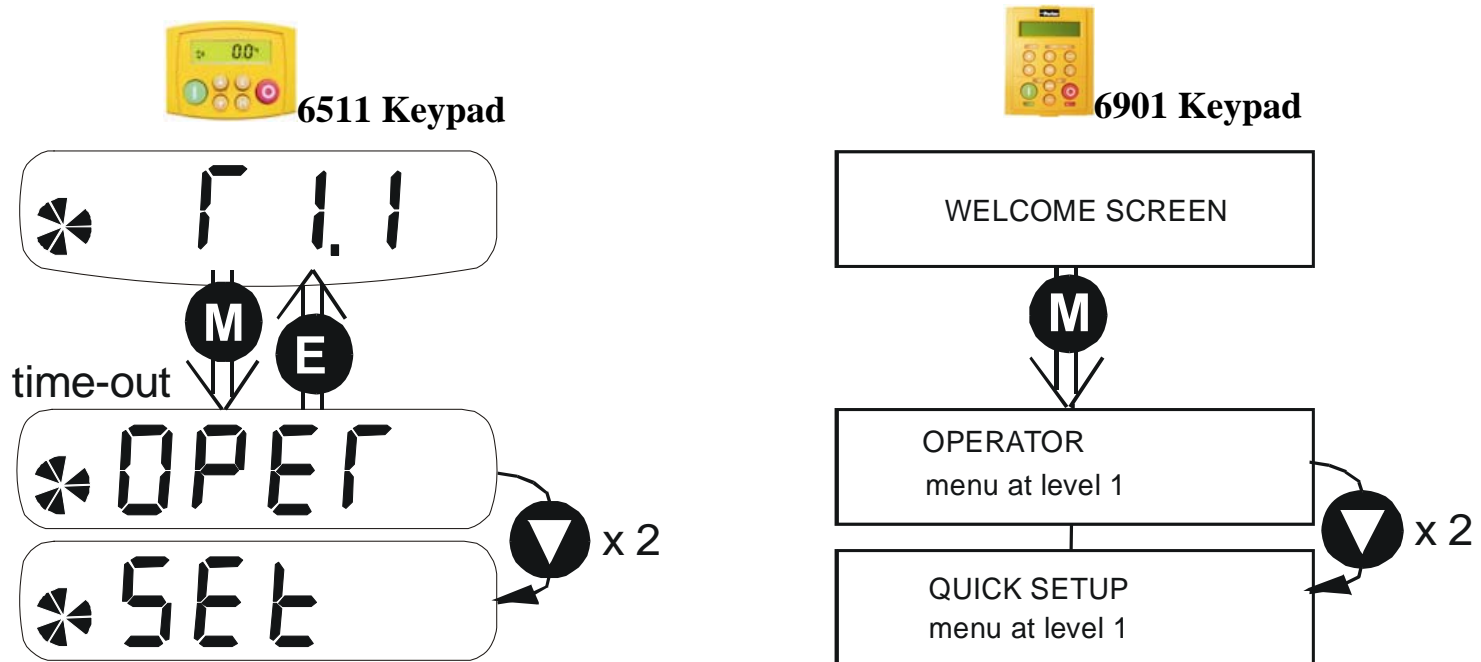 6511 Keypad
r 1.1
M
E
time-out
OPEr
x 2
SEt
6901 Keypad
WELCOME SCREEN
M
OPERATOR
menu at level 1
x 2
QUICK SETUP
menu at level 1